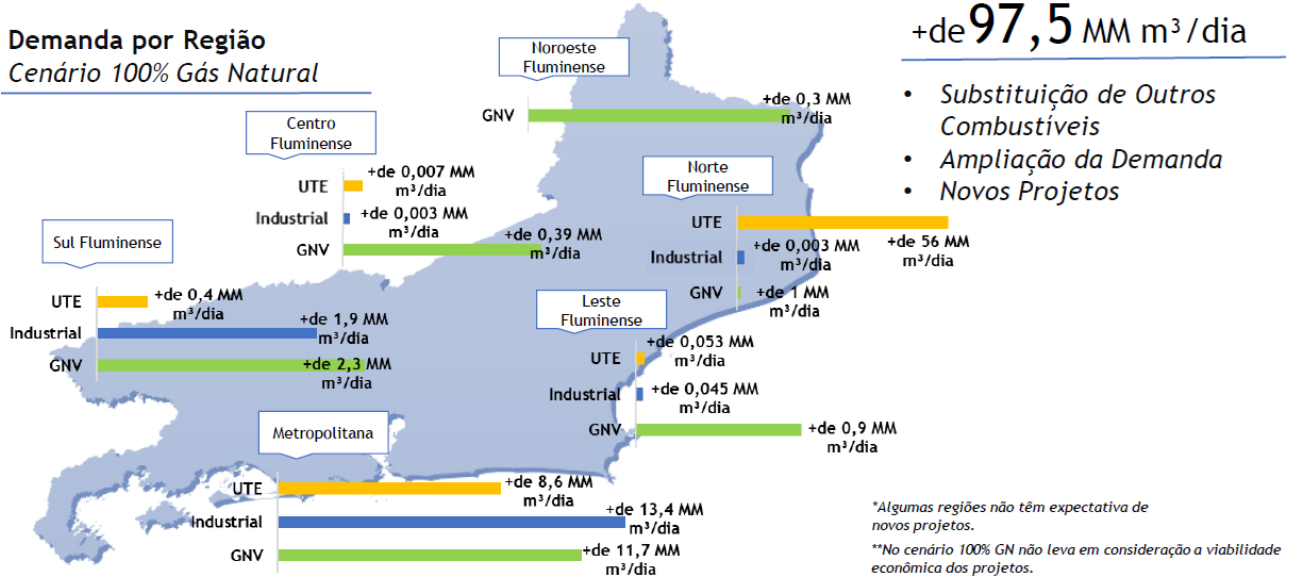 Demanda por Região
Cenário 100% Gás Natural
+de 97,5 MM m³/dia
• Substituição de Outros
Combustíveis
• Ampliação da Demanda
• Novos Projetos
Noroeste
Fluminense
GNV
+de 0,3 MM
m³/dia
Centro
Fluminense
UTE
+de 0,007 MM
m³/dia
Industrial
+de 0,003 MM
m³/dia
GNV
+de 0,39 MM
m³/dia
Norte
Fluminense
UTE
+de 56 MM
m³/dia
Industrial
+de 0,003 MM
m³/dia
GNV
+de 1 MM
m³/dia
Sul Fluminense
UTE
+de 0,4 MM
m³/dia
Industrial
+de 1,9 MM
m³/dia
GNV
+de 2,3 MM
m³/dia
Leste
Fluminense
UTE
+de 0,053 MM
m³/dia
Industrial
+de 0,045 MM
m³/dia
GNV
+de 0,9 MM
m³/dia
Metropolitana
UTE
+de 8,6 MM
m³/dia
Industrial
+de 13,4 MM
m³/dia
GNV
+de 11,7 MM
m³/dia
*Algumas regiões não têm expectativa de
novos projetos.
**No cenário 100% GN não leva em consideração a viabilidade
econômica dos projetos.